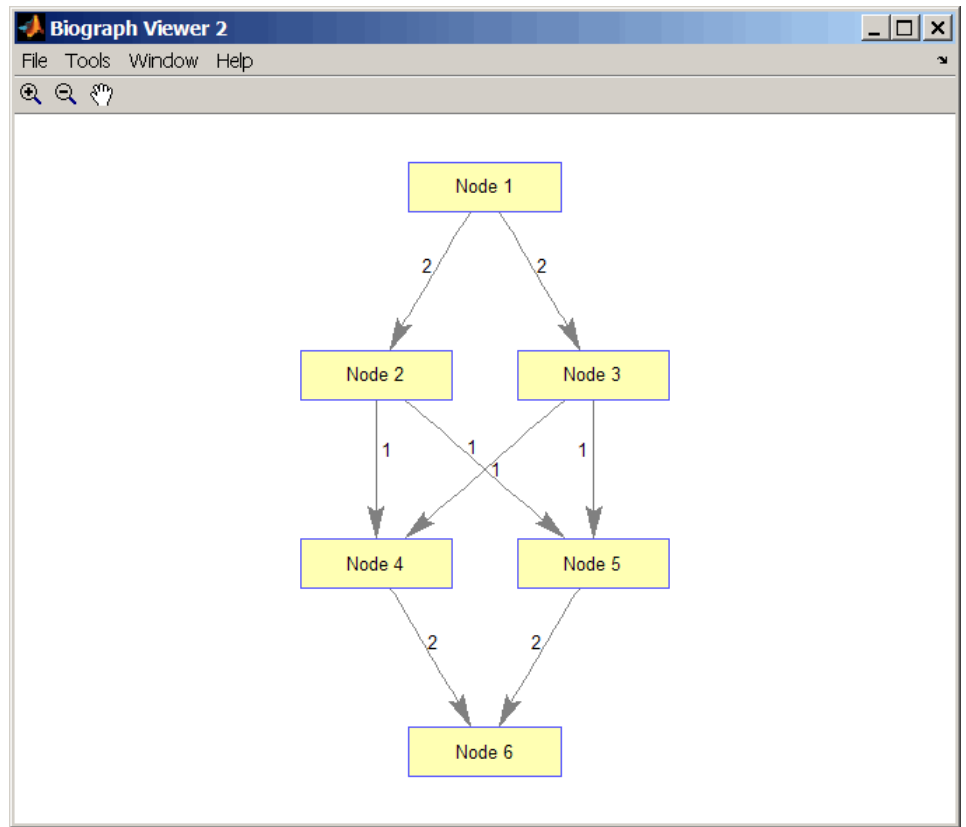 Biograph Viewer 2
File Tools Window Help
Node 1
2 2
Node 2 Node 3
1 1 1 1
Node 4 Node 5
2 2
Node 6